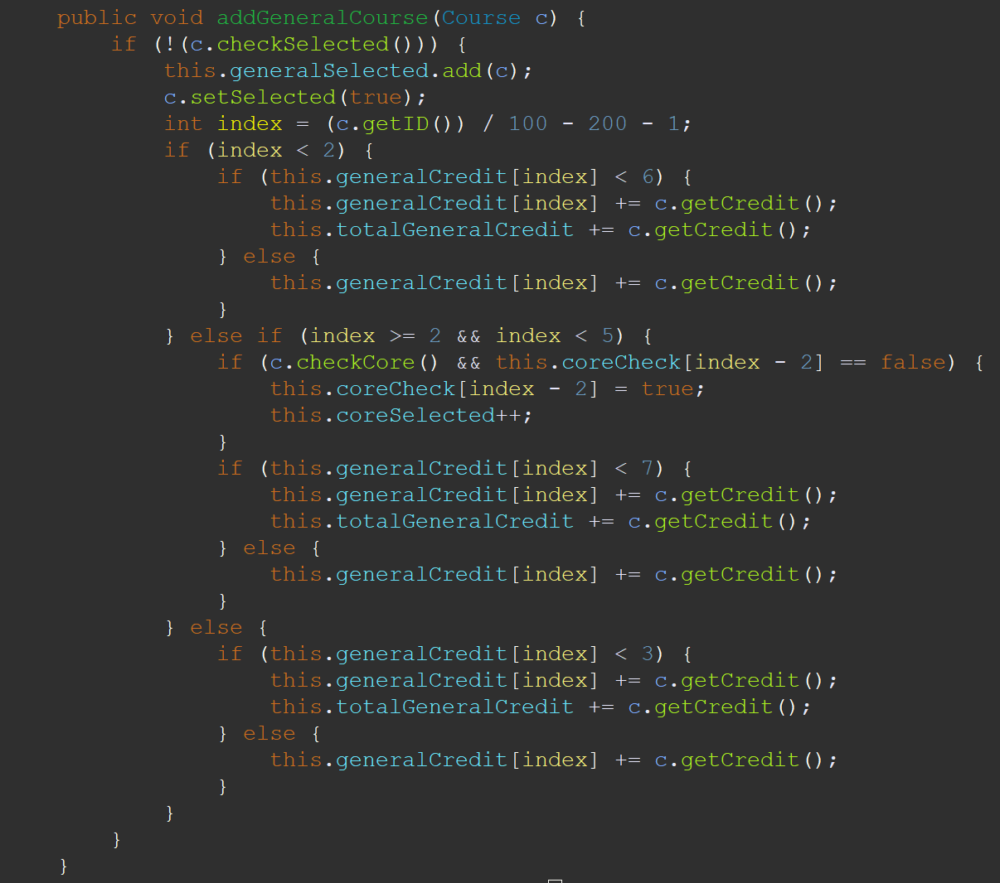 public void addGeneralCourse(Course c) {
if (!(c.checkSelected())) {
this.generalSelected.add(c);
c.setSelected(true);
int index = (c.getID()) / 100 - 200 - 1;
if (index < 2) {
if (this.generalCredit[index] < 6) {
this.generalCredit[index] += c.getCredit();
this.totalGeneralCredit += c.getCredit();
} else {
this.generalCredit[index] += c.getCredit();
}
} else if (index >= 2 && index < 5) {
if (c.checkCore() && this.coreCheck[index - 2] == false) {
this.coreCheck[index - 2] = true;
this.coreSelected++;
}
if (this.generalCredit[index] < 7) {
this.generalCredit[index] += c.getCredit();
this.totalGeneralCredit += c.getCredit();
} else {
this.generalCredit[index] += c.getCredit();
}
} else {
if (this.generalCredit[index] < 3) {
this.generalCredit[index] += c.getCredit();
this.totalGeneralCredit += c.getCredit();
} else {
this.generalCredit[index] += c.getCredit();
}
}
}
}